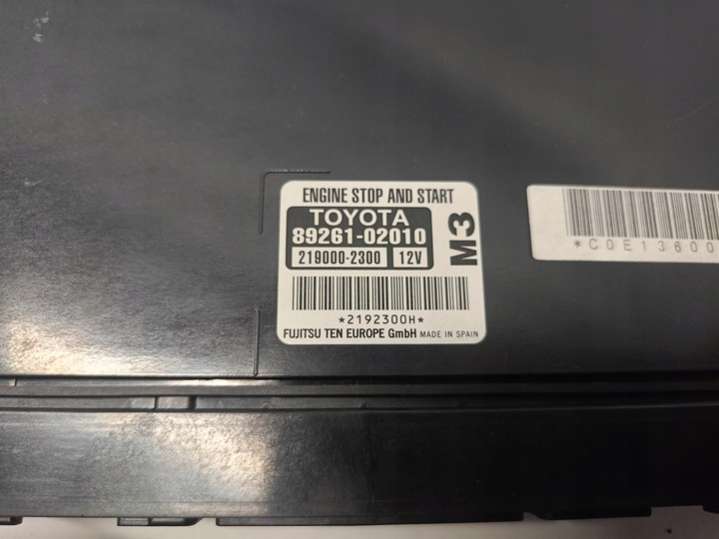 ENGINE STOP AND START
TOYOTA
89261-02010
219000-2300 12V
M3
*2192300H*
FUJITSU TEN EUROPE GmbH MADE IN SPAIN
*C0E13600